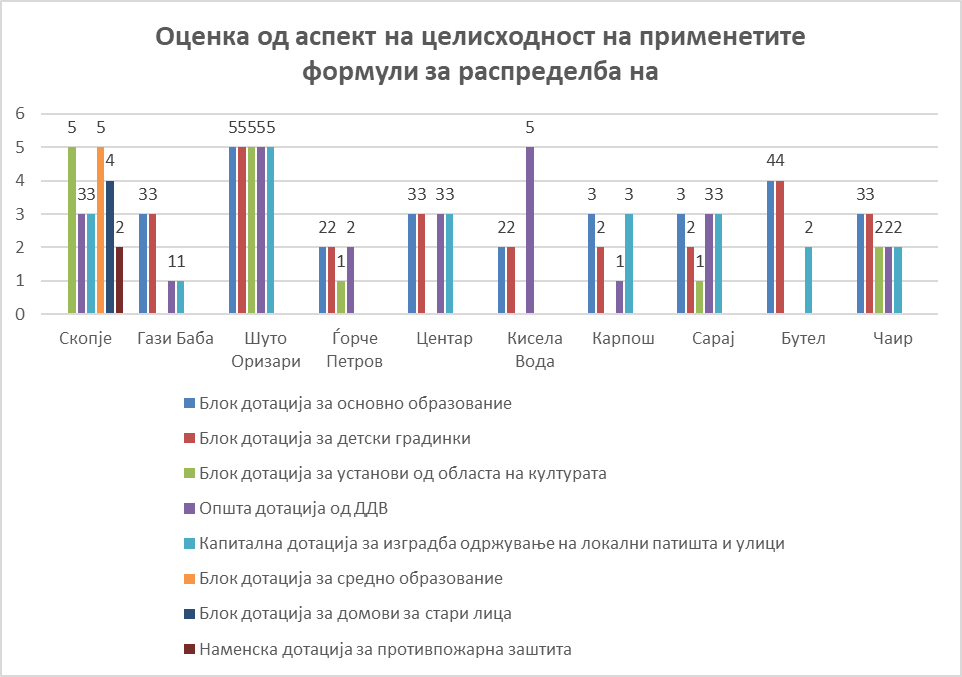 Оценка од аспект на целисходност на применетите
формули за распределба на
6
5
4
3
2
1
0
5 33 5 4 2
33 11
55555
22 1 2
33 33
22 5
3 2 1 3
3 2 1 33
44 2
33 222
Скопје Гази Баба Шуто Оризари Ѓорче Петров Центар Кисела Вода Карпош Сарај Бутел Чаир
Блок дотација за основно образование
Блок дотација за детски градинки
Блок дотација за установи од областа на културата
Општа дотација од ДДВ
Капитална дотација за изградба одржување на локални патишта и улици
Блок дотација за средно образование
Блок дотација за домови за стари лица
Наменска дотација за противпожарна заштита